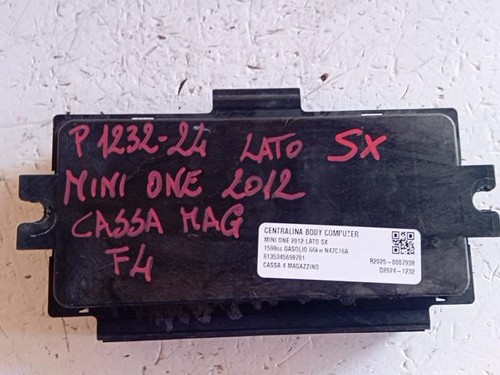 P 1232-24 LATO SX
MINI ONE 2012
CASSA MAG
F4
CENTRALINA BODY COMPUTER
MINI ONE 2012 LATO SX
1598cc GASOLIO 66kw N47C16A
6135345698201 R2025-0007938
CASSA 4 MAGAZZINO D2024-1232